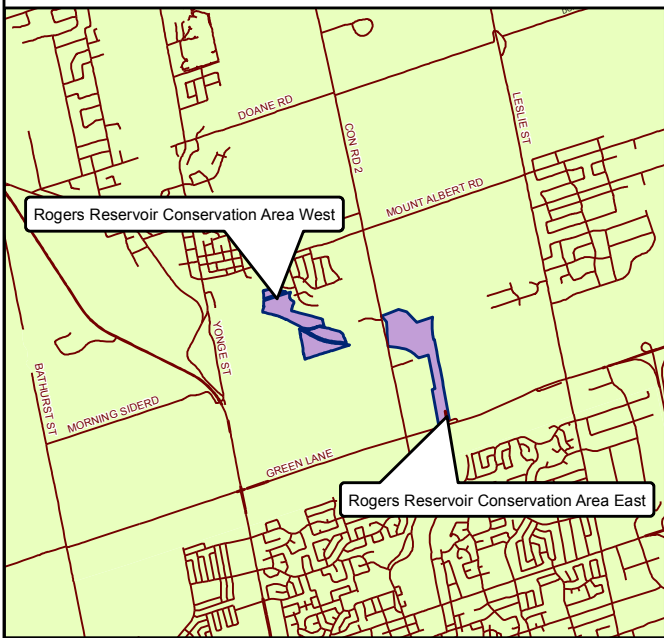 DOANE RD
LESLIE ST
CON RD 2
MOUNT ALBERT RD
Rogers Reservoir Conservation Area West
YONGE ST
BATHURST ST
MORNING SIDERD
GREEN LANE
Rogers Reservoir Conservation Area East